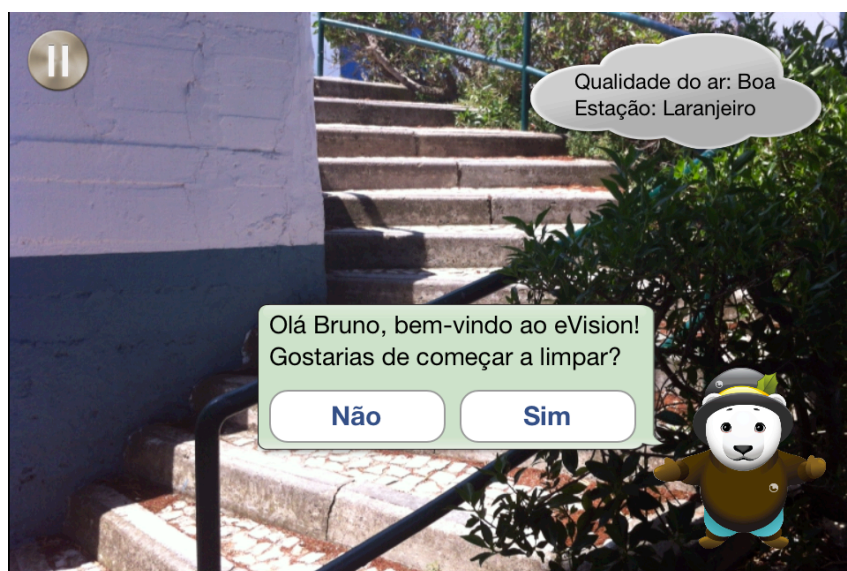 Qualidade do ar: Boa
Estação: Laranjeiro
Olá Bruno, bem-vindo ao eVision!
Gostarias de começar a limpar?
Não
Sim